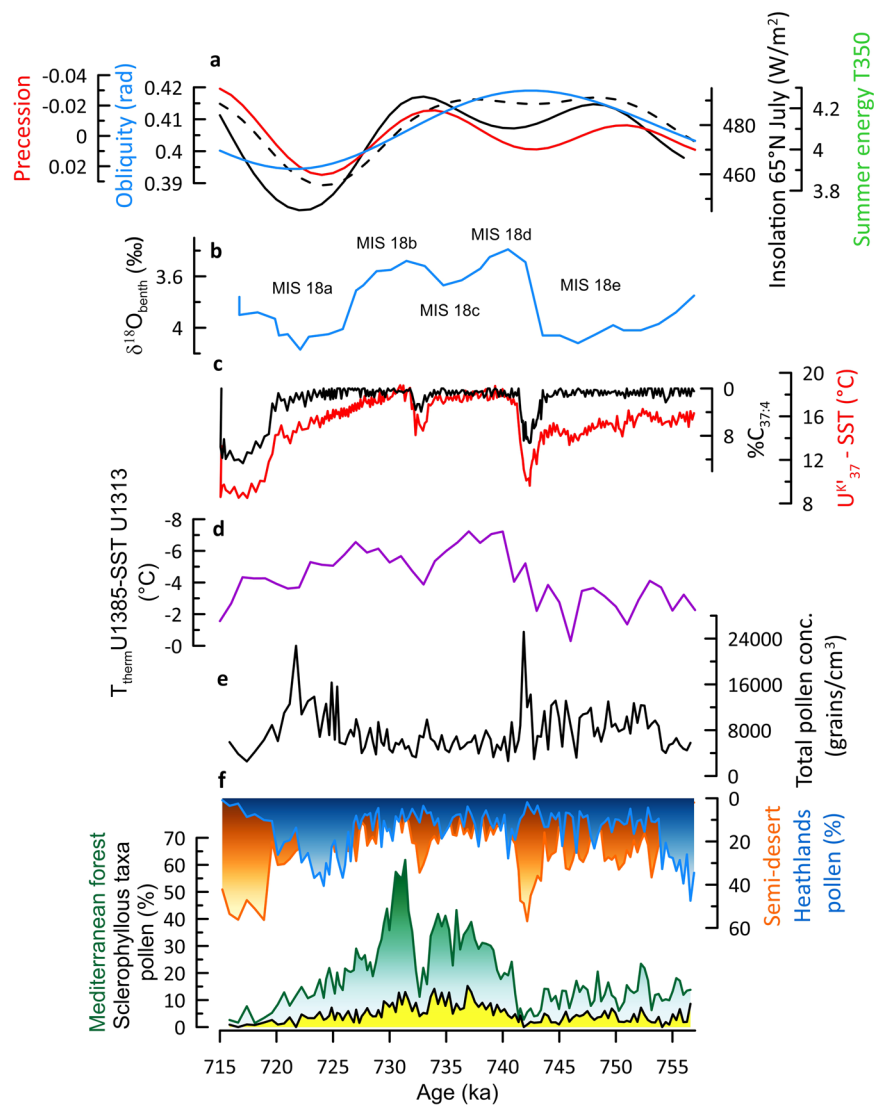 a
Precession
-0.04
-0.02
0
0.02
Obliquity (rad)
0.42
0.41
0.4
0.39
480
460
Insolation 65°N July (W/m²)
4.2
4
3.8
Summer energy T350
b
δ¹⁸O benth (‰)
3.6
4
MIS 18a
MIS 18b
MIS 18c
MIS 18d
MIS 18e
c
0
8
%C37:4
20
16
12
8
U^K'37 - SST (°C)
d
T therm U1385-SST U1313
(°C)
-8
-6
-4
-2
-0
e
24000
16000
8000
0
Total pollen conc.
(grains/cm³)
f
Mediterranean forest
Sclerophyllous taxa
pollen (%)
70
60
50
40
30
20
10
0
0
20
40
60
Semi-desert
Heathlands
pollen (%)
715
720
725
730
735
740
745
750
755
Age (ka)